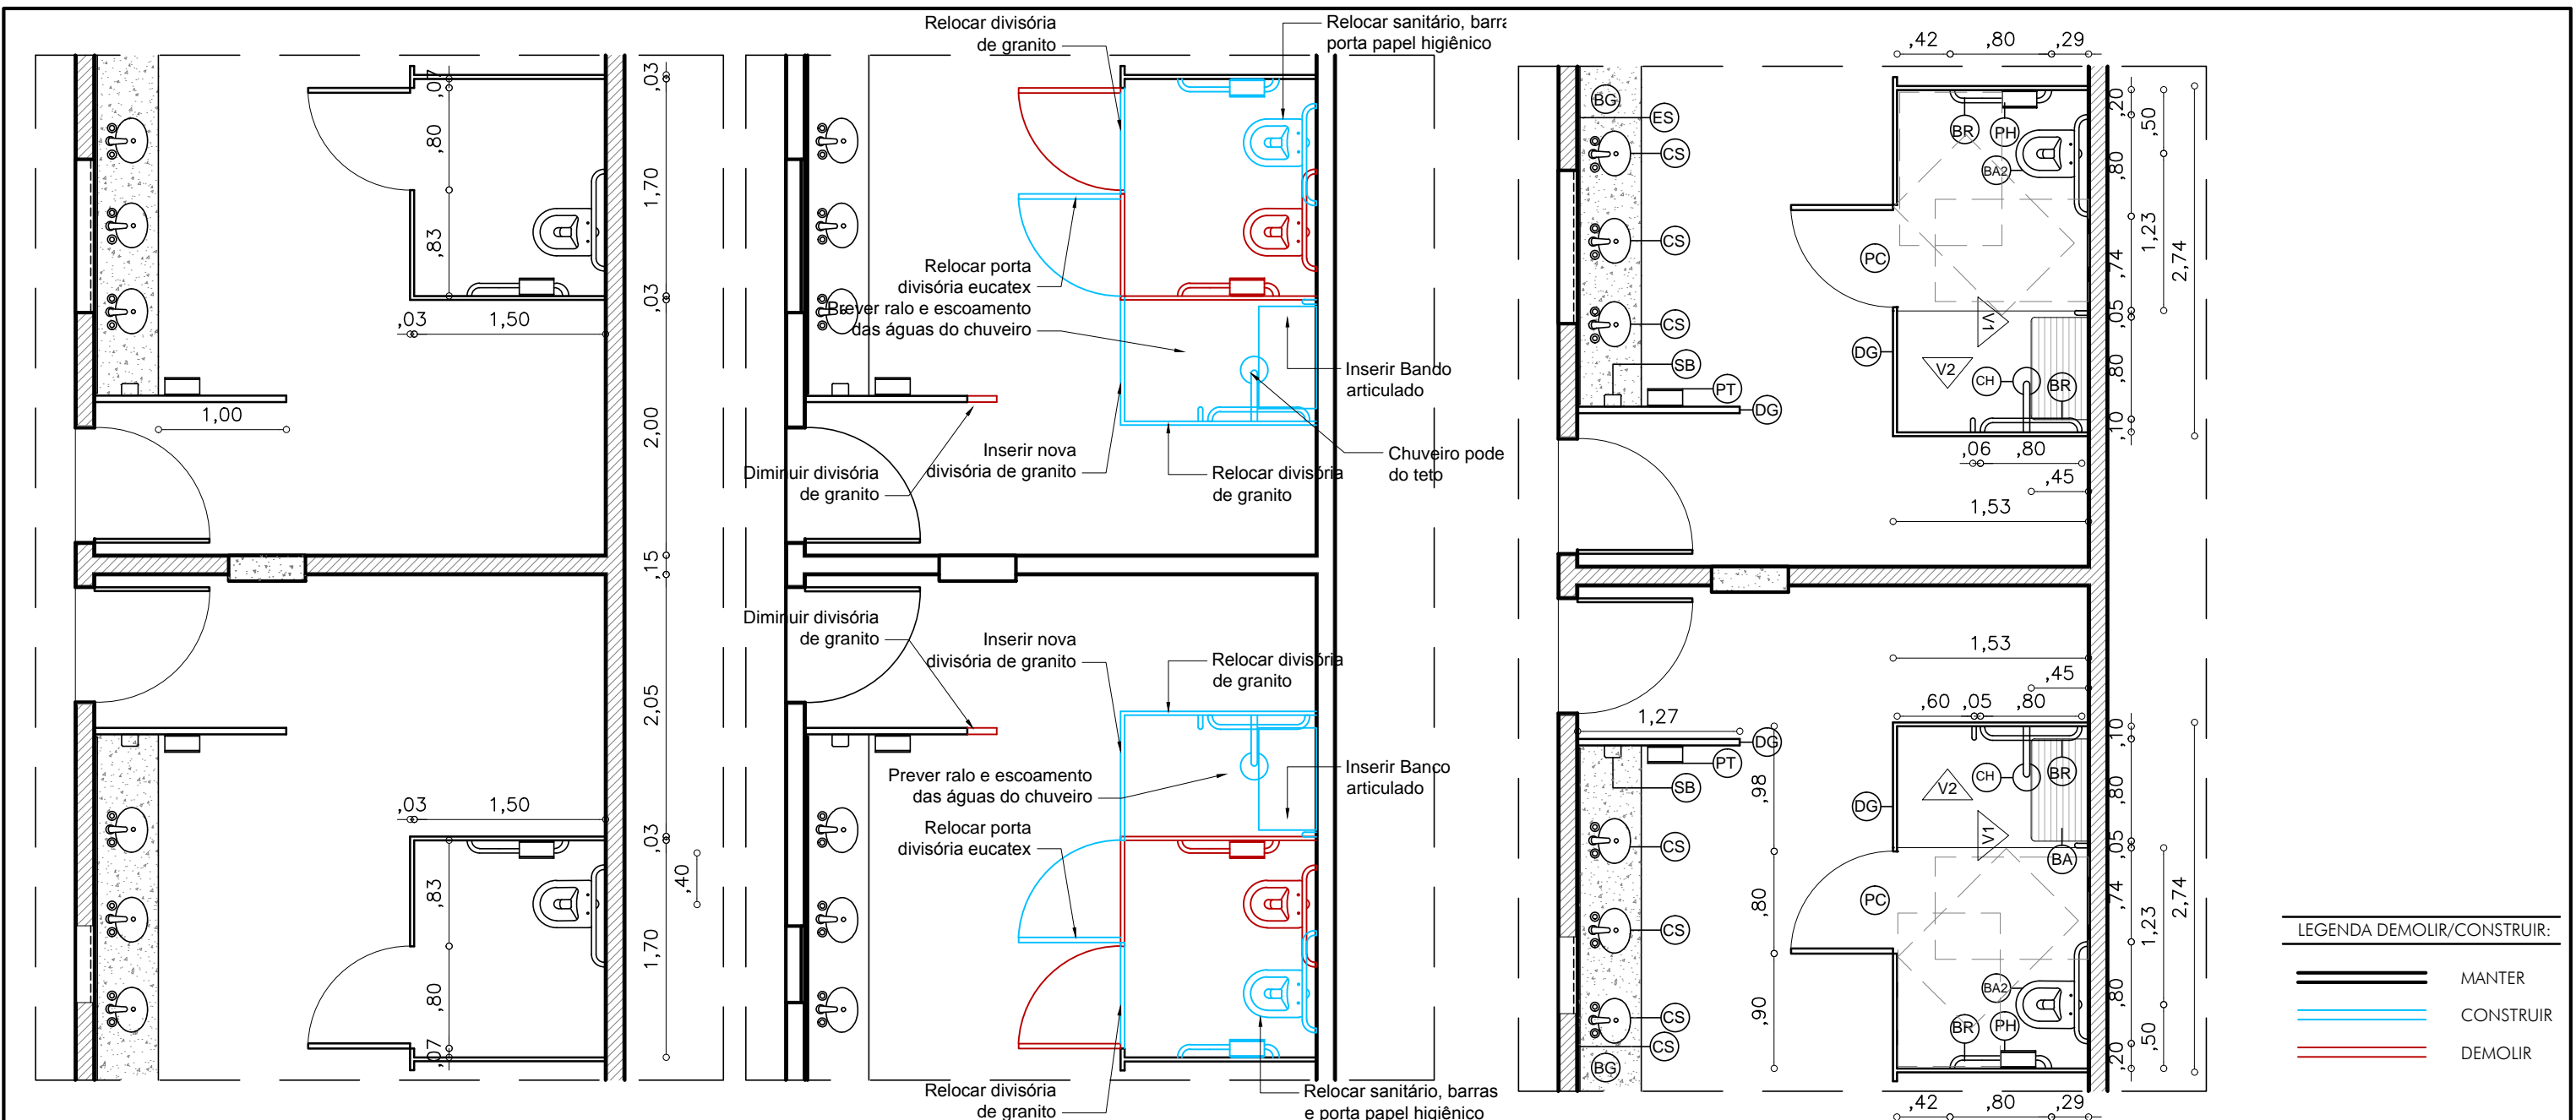 ,07
,80
,83
,03
1,70
,03
,03
1,50
1,00
2,00
,15
2,05
,03
1,50
,03
,40
,83
,80
,07
1,70
Relocar divisória
de granito
Relocar sanitário, barra
porta papel higiênico
Relocar porta
divisória eucatex
Prever ralo e escoamento
das águas do chuveiro
Inserir Bando
articulado
Inserir nova
divisória de granito
Diminuir divisória
de granito
Relocar divisória
de granito
Chuveiro pode
do teto
Diminuir divisória
de granito
Inserir nova
divisória de granito
Relocar divisória
de granito
Prever ralo e escoamento
das águas do chuveiro
Inserir Banco
articulado
Relocar porta
divisória eucatex
Relocar divisória
de granito
Relocar sanitário, barras
e porta papel higiênico
,42 ,80 ,29
BG
ES
CS
CS
CS
SB
PT
DG
BR
PH
BA2
PC
DG
V1
V2
CH
BR
,20
,80
,74
,05
,80
,10
,50
1,23
2,74
,06 ,80
,45
1,53
1,53
,45
,60 ,05 ,80
1,27
DG
PT
SB
CS
CS
CS
CS
BG
,98
,80
,90
DG
V2
CH
BR
V1
BA
PC
BA2
BR
PH
,10
,80
,05
,74
,80
,20
1,23
,50
2,74
,42 ,80 ,29
LEGENDA DEMOLIR/CONSTRUIR:
MANTER
CONSTRUIR
DEMOLIR